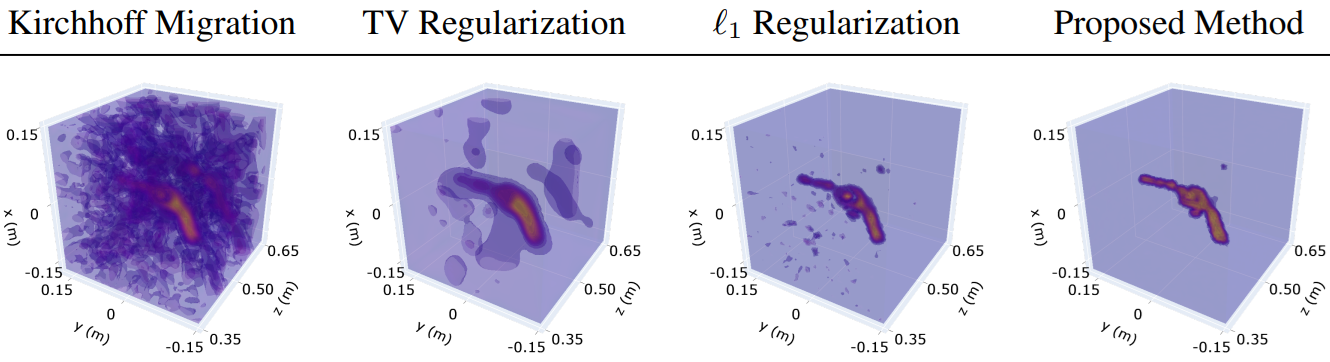 Kirchhoff Migration TV Regularization ℓ1 Regularization Proposed Method
0.15 0.15 0.15 0.15
x (m) 0 x (m) 0 x (m) 0 x (m) 0
0.65 0.65 0.65 0.65
-0.15 -0.15 -0.15 -0.15
0.15 0.50 z (m) 0.15 0.50 z (m) 0.15 0.50 z (m) 0.15 0.50 z (m)
0 0 0 0
y (m) y (m) y (m) y (m)
-0.15 0.35 -0.15 0.35 -0.15 0.35 -0.15 0.35